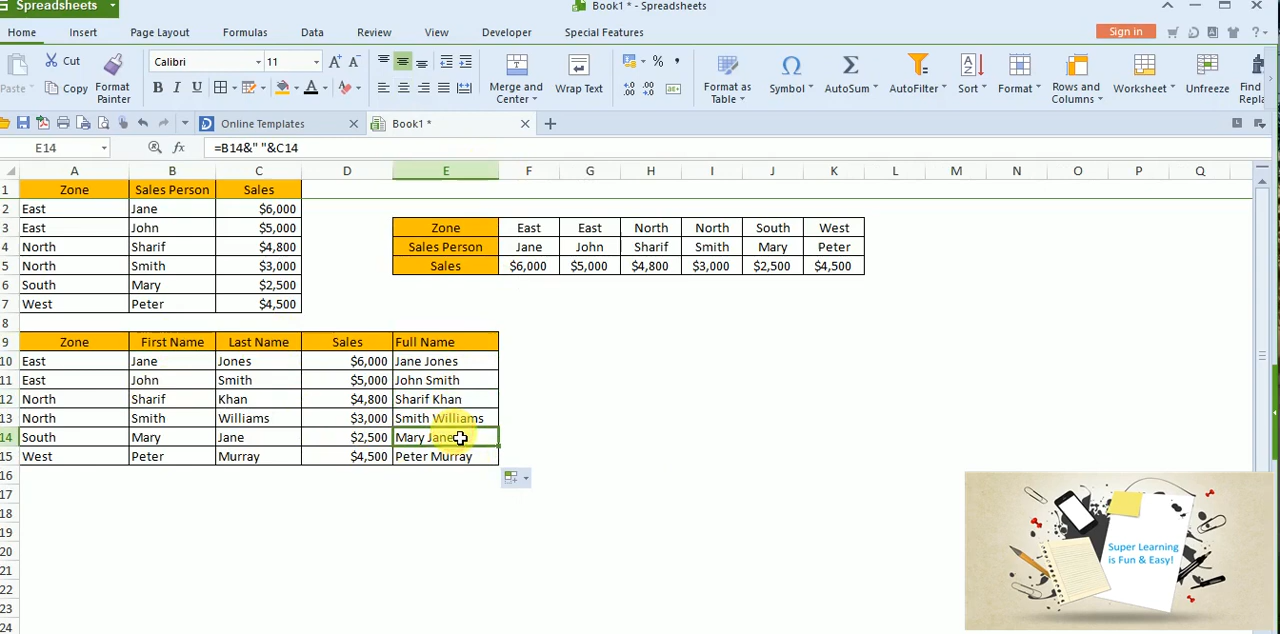 Spreadsheets
Book1 * - Spreadsheets
Home Insert Page Layout Formulas Data Review View Developer Special Features Sign in
Paste Cut Copy Format Painter Calibri 11 Merge and Center Wrap Text Format as Table Symbol AutoSum AutoFilter Sort Format Rows and Columns Worksheet Unfreeze Find Repla
Online Templates Book1 *
E14 fx =B14&" "&C14
A B C D E F G H I J K L M N O P Q
1 Zone Sales Person Sales
2 East Jane $6,000
3 East John $5,000 Zone East East North North South West
4 North Sharif $4,800 Sales Person Jane John Sharif Smith Mary Peter
5 North Smith $3,000 Sales $6,000 $5,000 $4,800 $3,000 $2,500 $4,500
6 South Mary $2,500
7 West Peter $4,500
8
9 Zone First Name Last Name Sales Full Name
10 East Jane Jones $6,000 Jane Jones
11 East John Smith $5,000 John Smith
12 North Sharif Khan $4,800 Sharif Khan
13 North Smith Williams $3,000 Smith Williams
14 South Mary Jane $2,500 Mary Jane
15 West Peter Murray $4,500 Peter Murray
16
17
18
19
20
21
22
23
24
Super Learning
is Fun & Easy!